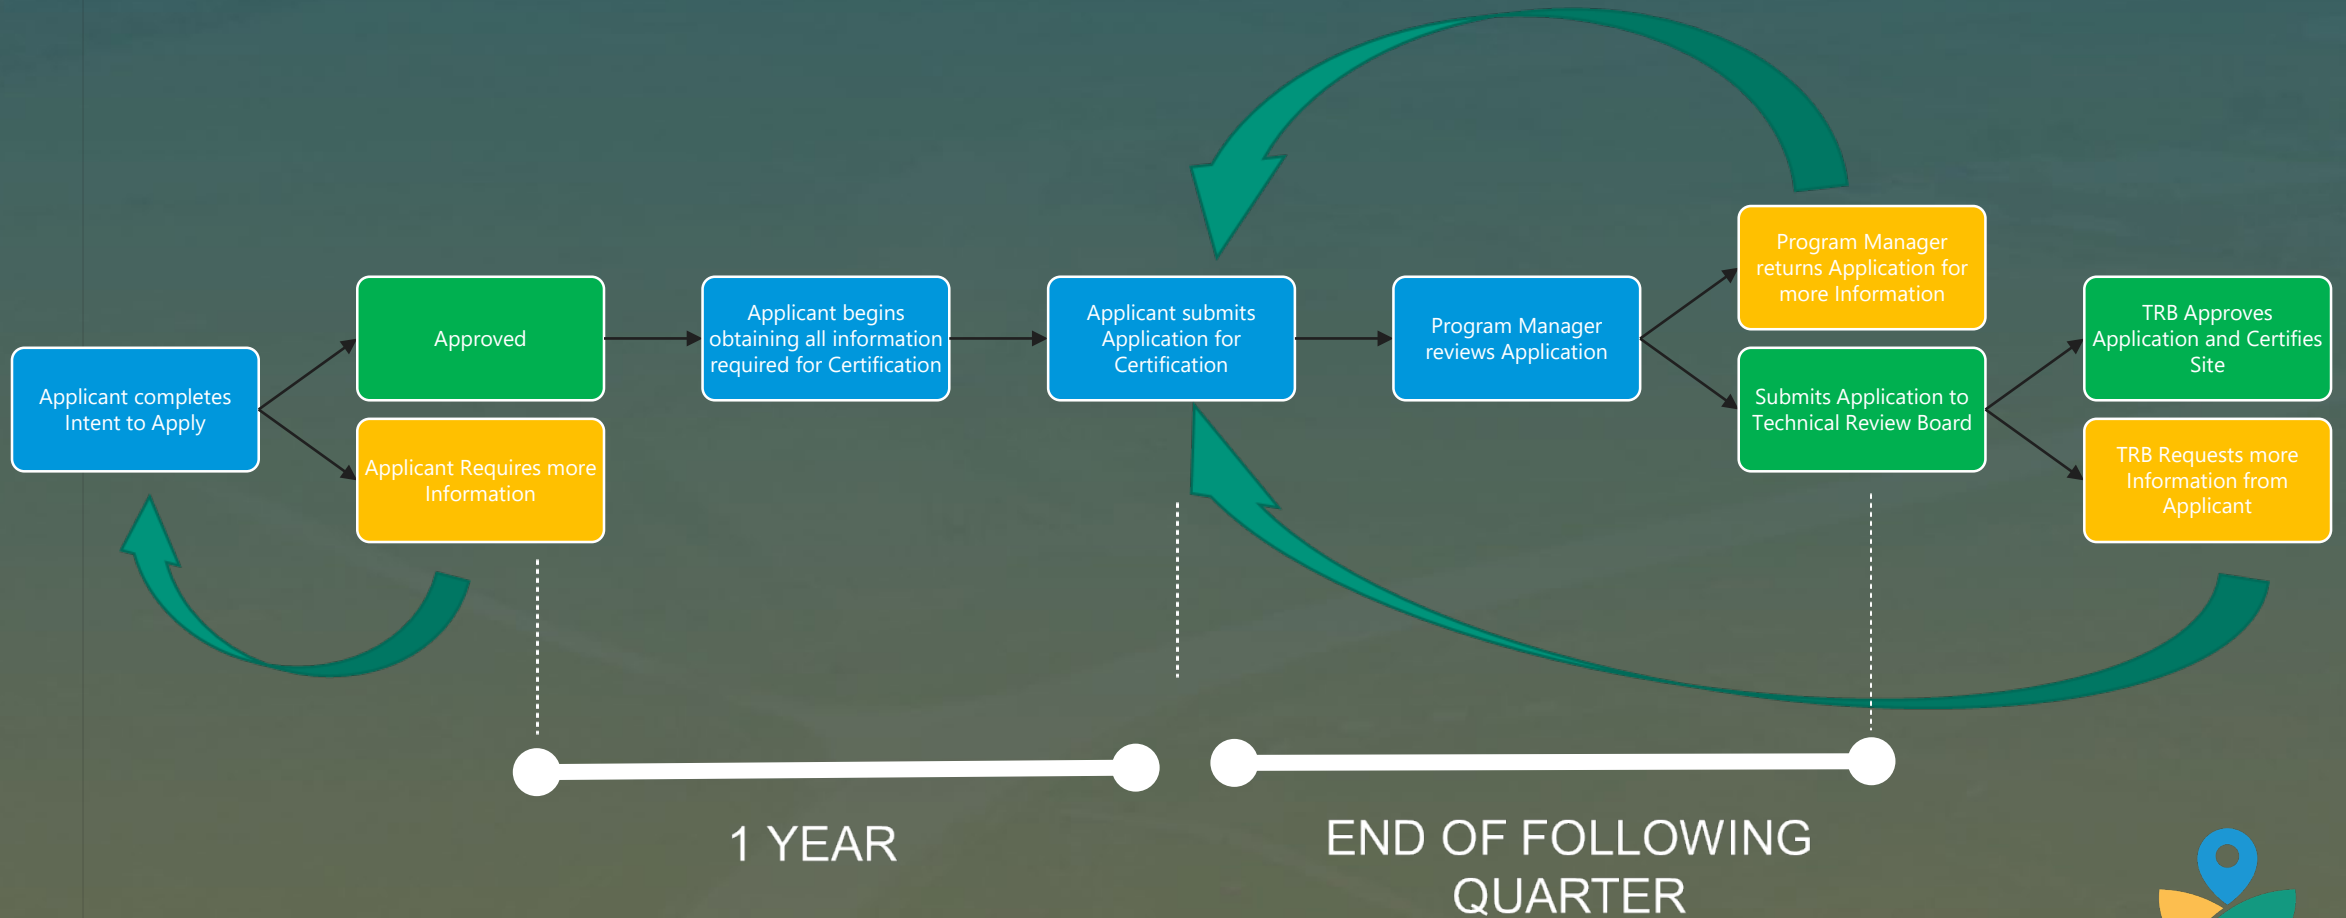 Applicant completes
Intent to Apply
Approved
Applicant Requires more
Information
Applicant begins
obtaining all information
required for Certification
Applicant submits
Application for
Certification
Program Manager
reviews Application
Program Manager
returns Application for
more Information
Submits Application to
Technical Review Board
TRB Approves
Application and Certifies
Site
TRB Requests more
Information from
Applicant
1 YEAR
END OF FOLLOWING
QUARTER